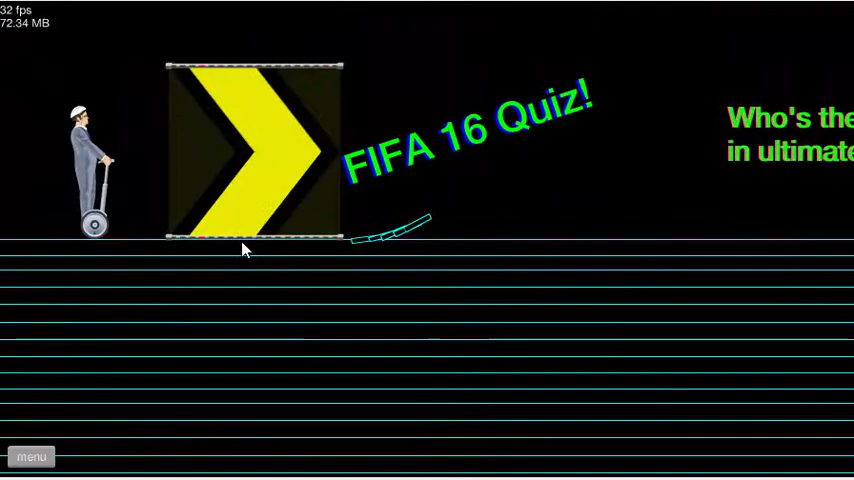 32 fps
72.34 MB
FIFA 16 Quiz!
Who's the
in ultimate
menu